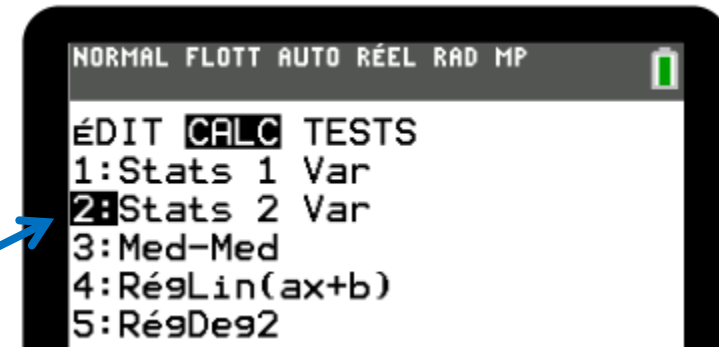 NORMAL FLOTT AUTO RÉEL RAD MP
ÉDIT CALC TESTS
1:Stats 1 Var
2:Stats 2 Var
3:Med-Med
4:RégLin(ax+b)
5:RégDeg2